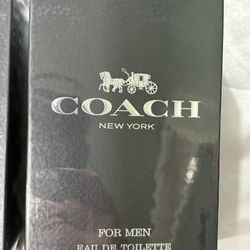 COACH
NEW YORK
FOR MEN
EAU DE TOILETTE